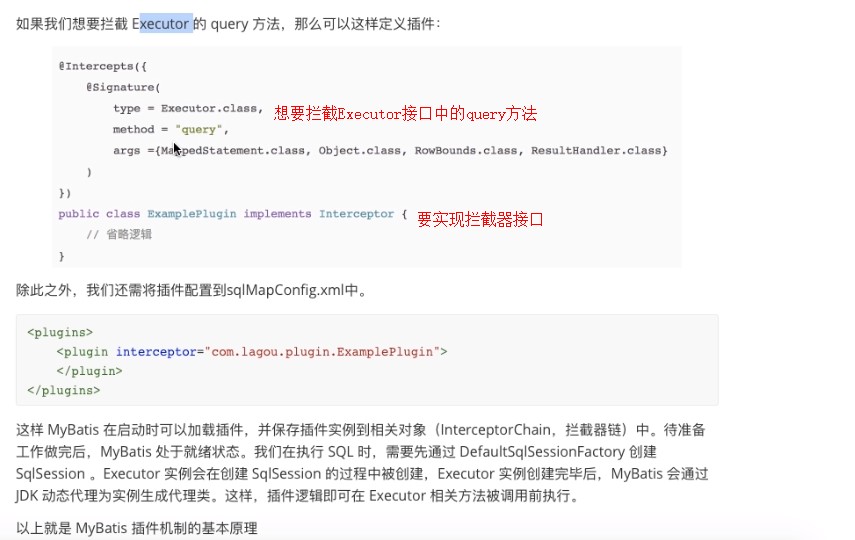 如果我们想要拦截 Executor 的 query 方法，那么可以这样定义插件：
@Intercepts({
@Signature(
type = Executor.class,
想要拦截Executor接口中的query方法
method = "query",
args ={MappedStatement.class, Object.class, RowBounds.class, ResultHandler.class}
)
})
public class ExamplePlugin implements Interceptor {
要实现拦截器接口
// 省略逻辑
}
除此之外，我们还需将插件配置到sqlMapConfig.xml中。
<plugins>
<plugin interceptor="com.lagou.plugin.ExamplePlugin">
</plugin>
</plugins>
这样 MyBatis 在启动时可以加载插件，并保存插件实例到相关对象（InterceptorChain，拦截器链）中。待准备
工作做完后，MyBatis 处于就绪状态。我们在执行 SQL 时，需要先通过 DefaultSqlSessionFactory 创建
SqlSession 。Executor 实例会在创建 SqlSession 的过程中被创建，Executor 实例创建完毕后，MyBatis 会通过
JDK 动态代理为实例生成代理类。这样，插件逻辑即可在 Executor 相关方法被调用前执行。
以上就是 MyBatis 插件机制的基本原理